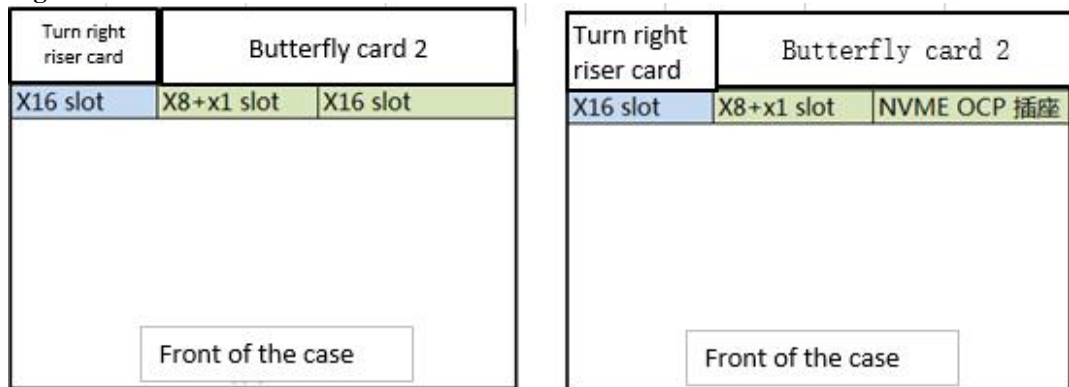 Turn right
riser card
Butterfly card 2
X16 slot
X8+x1 slot
X16 slot
Front of the case
Turn right
riser card
Butterfly card 2
X16 slot
X8+x1 slot
NVME OCP 插座
Front of the case